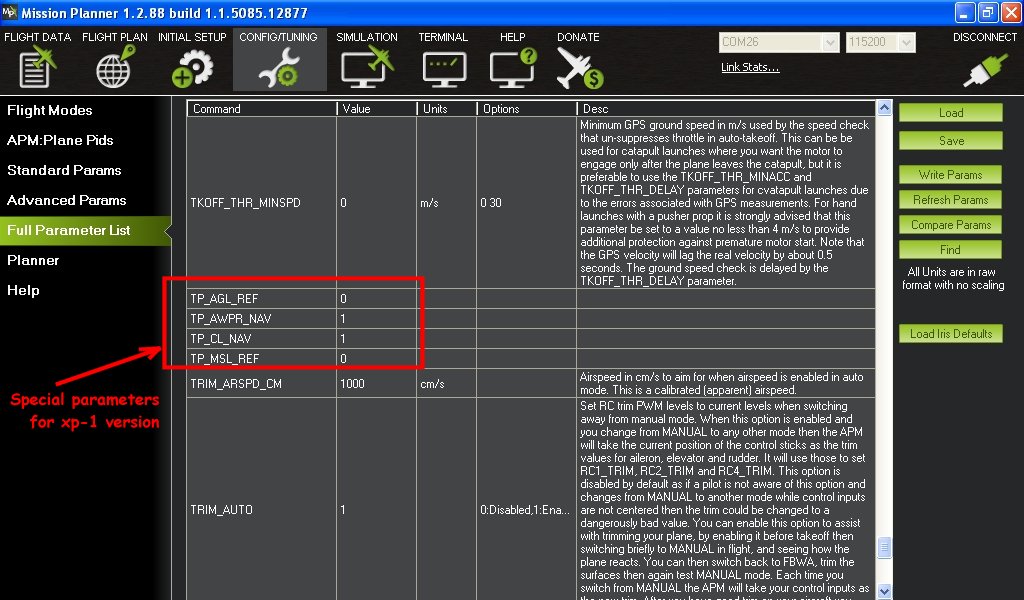 Mission Planner 1.2.88 build 1.1.5085.12877
FLIGHT DATA FLIGHT PLAN INITIAL SETUP CONFIG/TUNING SIMULATION TERMINAL HELP DONATE COM26 115200 DISCONNECT
Link Stats...
Flight Modes
APM:Plane Pids
Standard Params
Advanced Params
Full Parameter List
Planner
Help
Special parameters
for xp-1 version
Command Value Units Options Desc
TKOFF_THR_MINSPD 0 m/s 0 30
Minimum GPS ground speed in m/s used by the speed check
that un-suppresses throttle in auto-takeoff. This can be be
used for catapult launches where you want the motor to
engage only after the plane leaves the catapult, but it is
preferable to use the TKOFF_THR_MINACC and
TKOFF_THR_DELAY parameters for cvatapult launches due
to the errors associated with GPS measurements. For hand
launches with a pusher prop it is strongly advised that this
parameter be set to a value no less than 4 m/s to provide
additional protection against premature motor start. Note that
the GPS velocity will lag the real velocity by about 0.5
seconds. The ground speed check is delayed by the
TKOFF_THR_DELAY parameter.
TP_AGL_REF 0
TP_AWPR_NAV 1
TP_CL_NAV 1
TP_MSL_REF 0
TRIM_ARSPD_CM 1000 cm/s
Airspeed in cm/s to aim for when airspeed is enabled in auto
mode. This is a calibrated (apparent) airspeed.
TRIM_AUTO 1 0:Disabled,1:Ena...
Set RC trim PWM levels to current levels when switching
away from manual mode. When this option is enabled and
you change from MANUAL to any other mode then the APM
will take the current position of the control sticks as the trim
values for aileron, elevator and rudder. It will use those to set
RC1_TRIM, RC2_TRIM and RC4_TRIM. This option is
disabled by default as if a pilot is not aware of this option and
changes from MANUAL to another mode while control inputs
are not centered then the trim could be changed to a
dangerously bad value. You can enable this option to assist
with trimming your plane, by enabling it before takeoff then
switching briefly to MANUAL in flight, and seeing how the
plane reacts. You can then switch back to FBWA, trim the
surfaces then again test MANUAL mode. Each time you
switch from MANUAL the APM will take your control inputs as
Load
Save
Write Params
Refresh Params
Compare Params
Find
All Units are in raw
format with no scaling
Load Iris Defaults